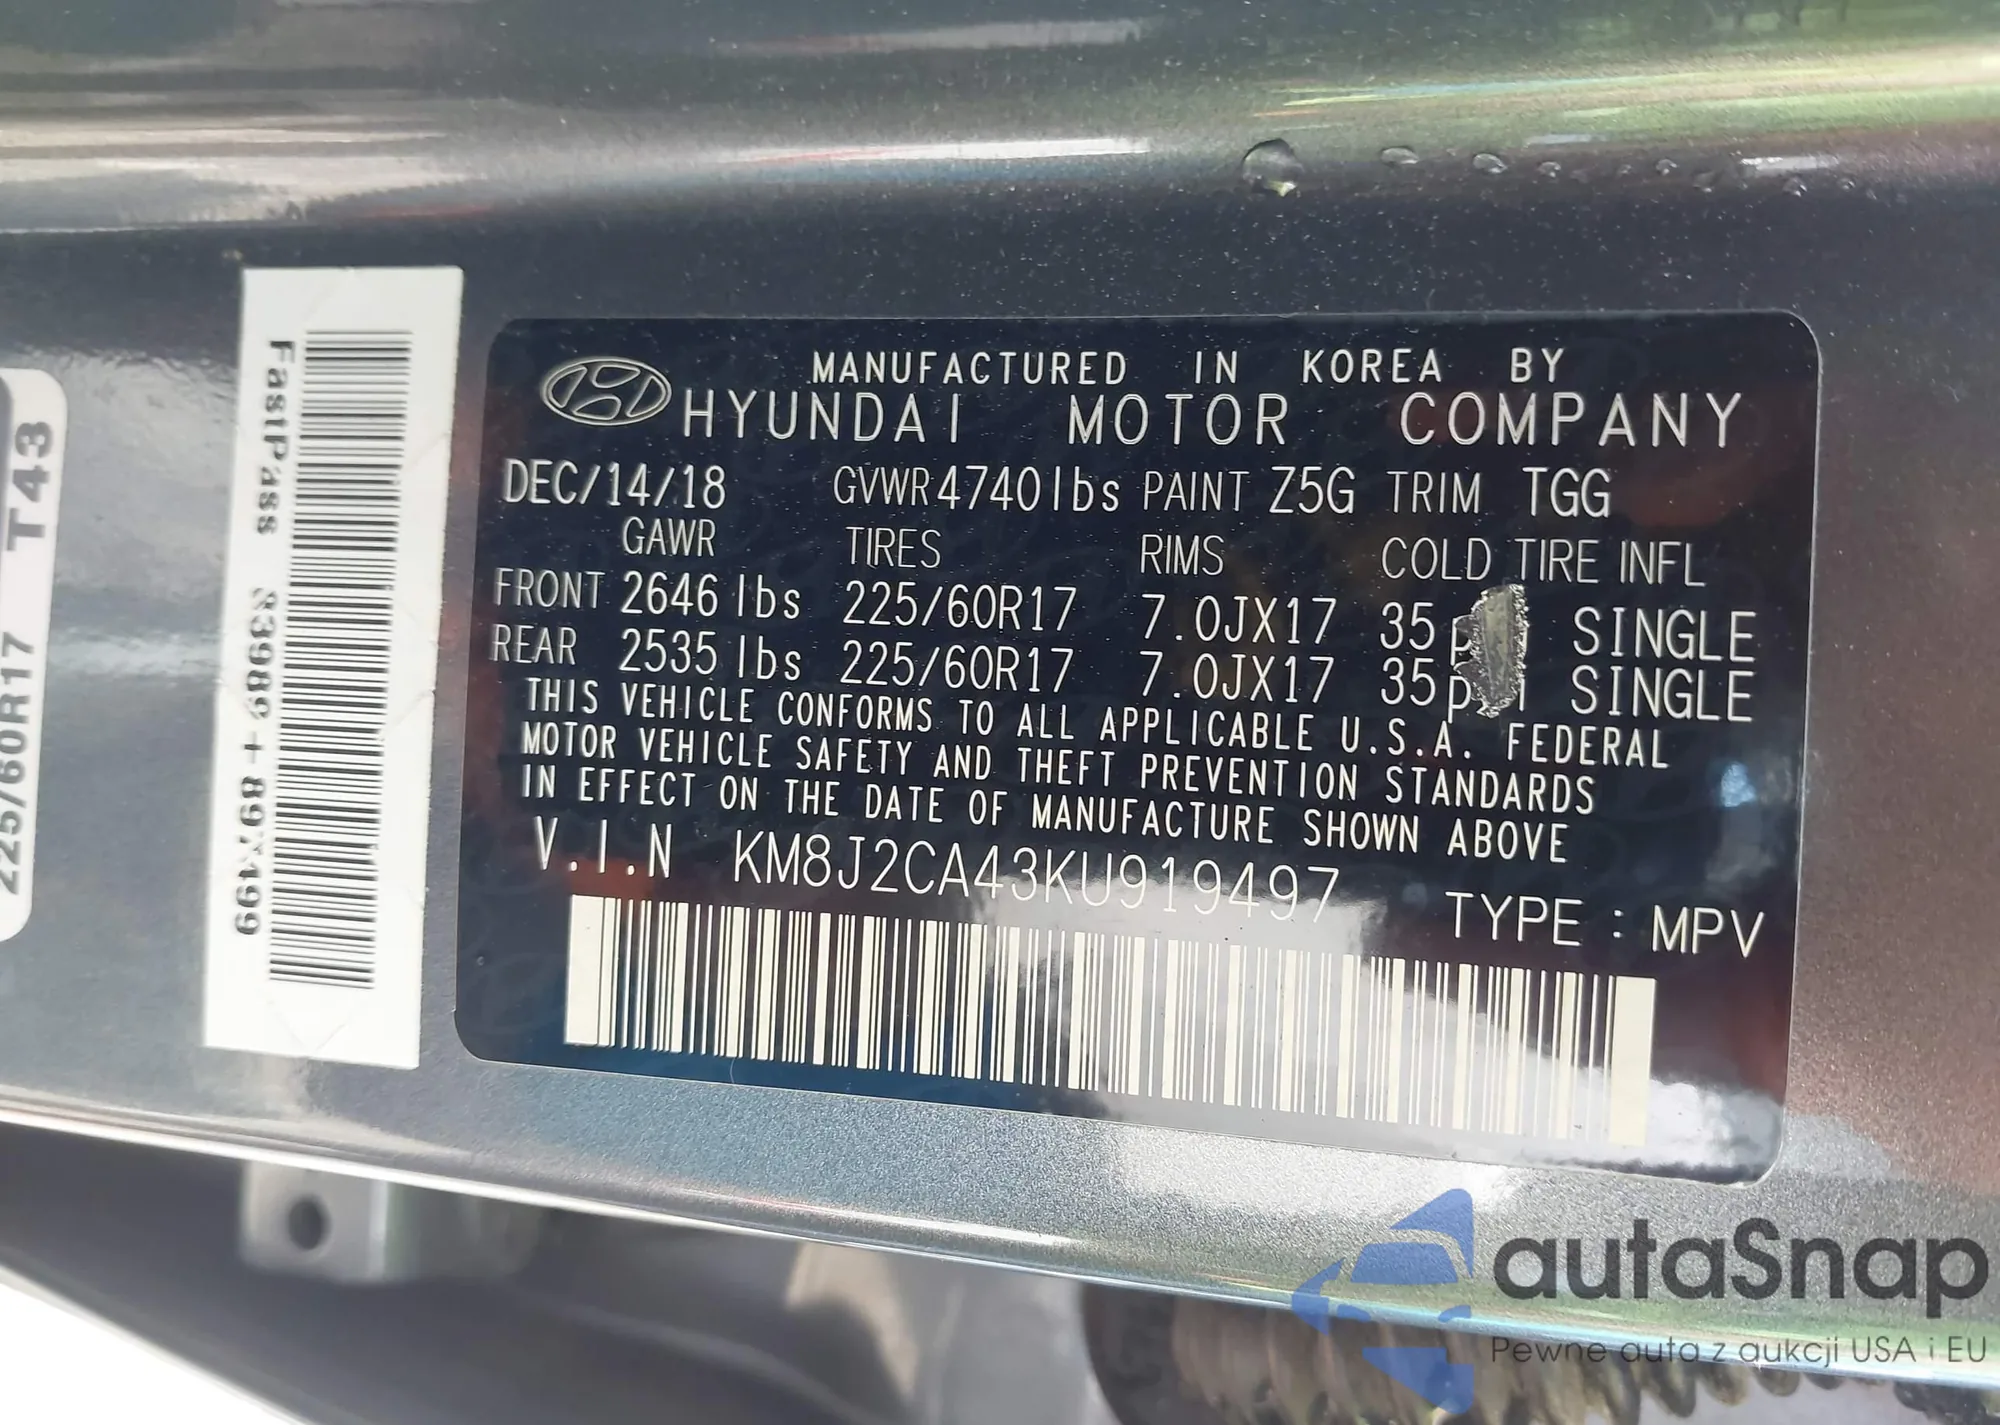 MANUFACTURED IN KOREA BY
HYUNDAI MOTOR COMPANY
DEC/14/18 GVWR 4740lbs PAINT Z5G TRIM TGG
GAWR TIRES RIMS COLD TIRE INFL
FRONT 2646 lbs 225/60R17 7.0JX17 35 SINGLE
REAR 2535 lbs 225/60R17 7.0JX17 35 SINGLE
THIS VEHICLE CONFORMS TO ALL APPLICABLE U.S.A. FEDERAL
MOTOR VEHICLE SAFETY AND THEFT PREVENTION STANDARDS
IN EFFECT ON THE DATE OF MANUFACTURE SHOWN ABOVE
V.I.N KM8J2CA43KU919497
TYPE : MPV
FastPass
225/60R17 T43
autaSnap
Pewne auta z aukcji USA i EU